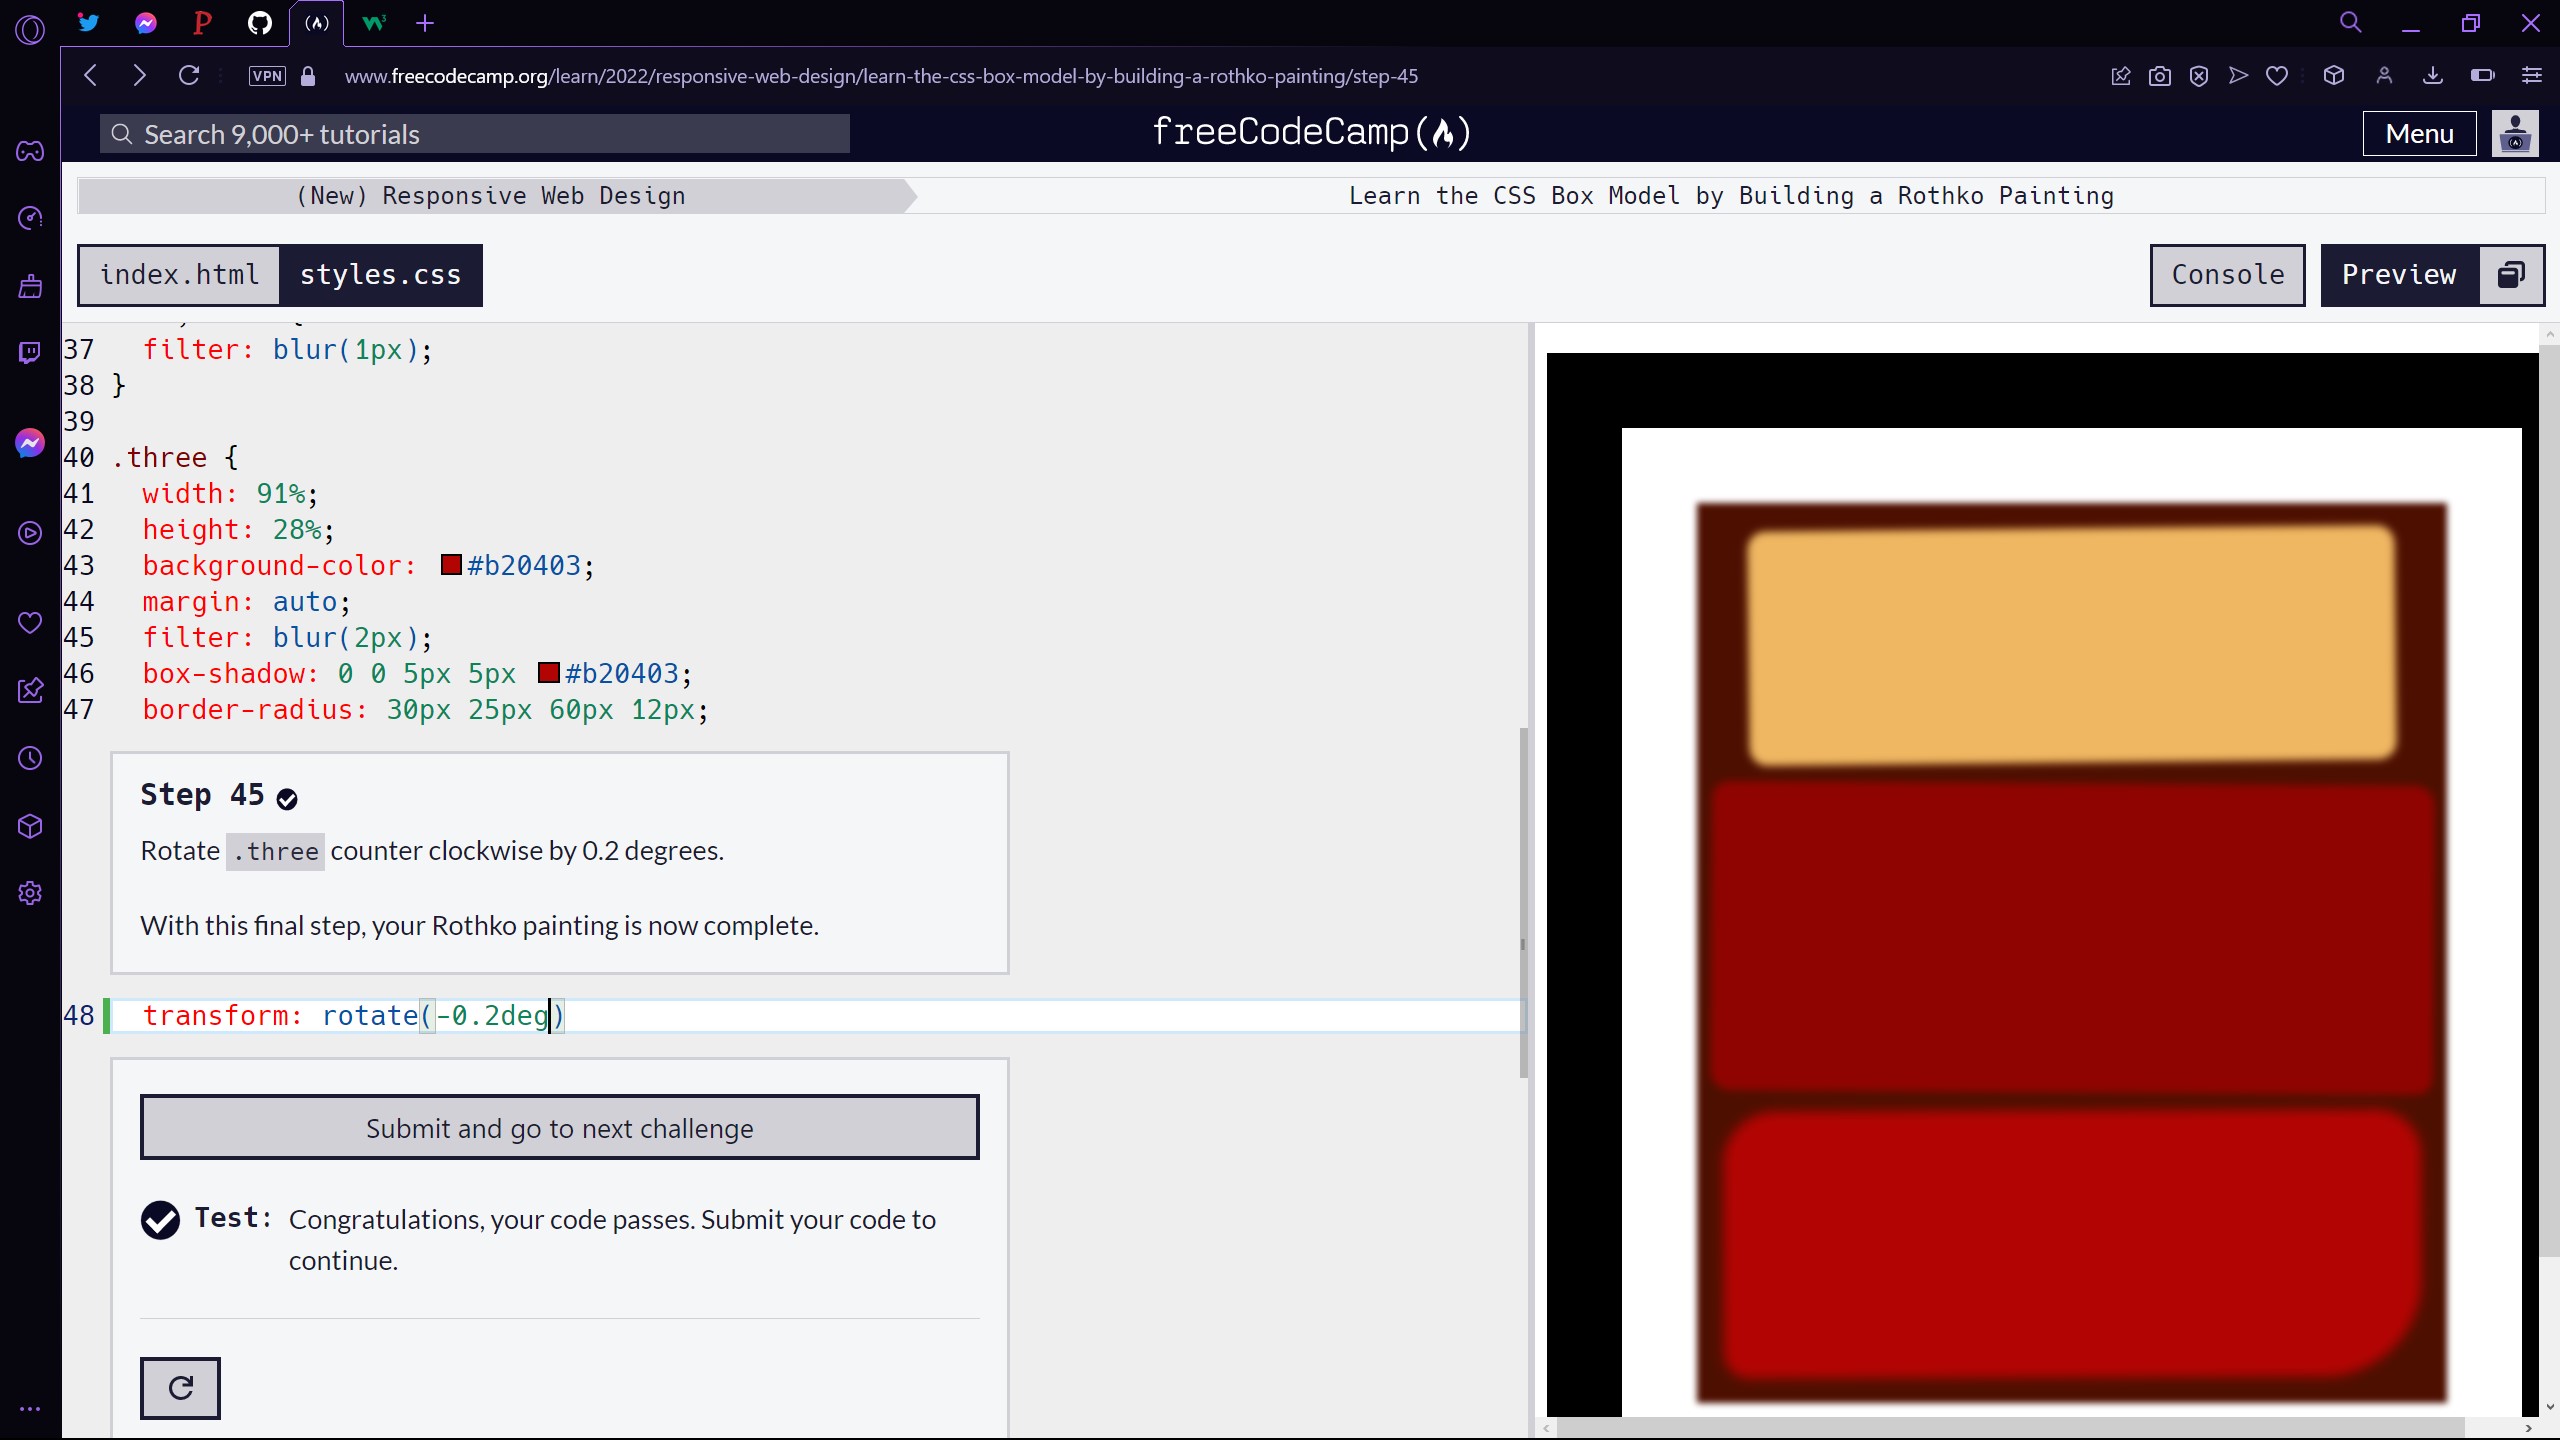 VPN www.freecodecamp.org/learn/2022/responsive-web-design/learn-the-css-box-model-by-building-a-rothko-painting/step-45
Search 9,000+ tutorials
freeCodeCamp(🔥)
Menu
(New) Responsive Web Design
Learn the CSS Box Model by Building a Rothko Painting
index.html
styles.css
Console
Preview
37 filter: blur(1px);
38 }
39
40 .three {
41 width: 91%;
42 height: 28%;
43 background-color: #b20403;
44 margin: auto;
45 filter: blur(2px);
46 box-shadow: 0 0 5px 5px #b20403;
47 border-radius: 30px 25px 60px 12px;
Step 45
Rotate .three counter clockwise by 0.2 degrees.
With this final step, your Rothko painting is now complete.
48 transform: rotate(-0.2deg)
Submit and go to next challenge
Test: Congratulations, your code passes. Submit your code to
continue.